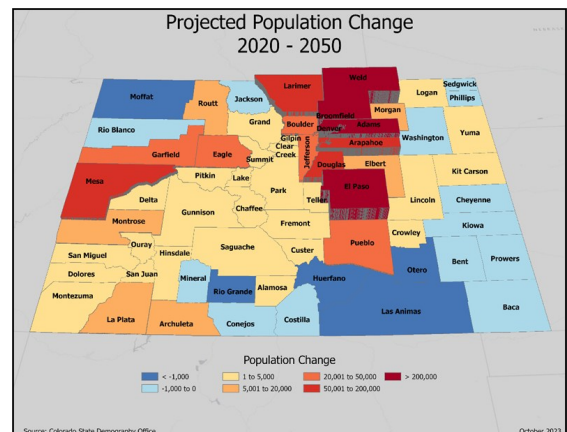 Projected Population Change
2020 - 2050
Moffat
Routt
Jackson
Larimer
Weld
Logan
Sedgwick
Phillips
Rio Blanco
Grand
Boulder
Broomfield
Morgan
Denver
Adams
Washington
Yuma
Garfield
Eagle
Summit
Gilpin
Clear
Creek
Jefferson
Arapahoe
Mesa
Pitkin
Lake
Park
Douglas
Elbert
Kit Carson
Delta
Gunnison
Chaffee
Teller
El Paso
Lincoln
Cheyenne
Montrose
Fremont
Kiowa
Ouray
Saguache
Custer
Pueblo
Crowley
San Miguel
Hinsdale
Otero
Bent
Prowers
Dolores
San Juan
Mineral
Rio Grande
Alamosa
Huerfano
Montezuma
La Plata
Archuleta
Conejos
Costilla
Las Animas
Baca
Population Change
< -1,000
1 to 5,000
20,001 to 50,000
> 200,000
-1,000 to 0
5,001 to 20,000
50,001 to 200,000
Source: Colorado State Demography Office
October 2023